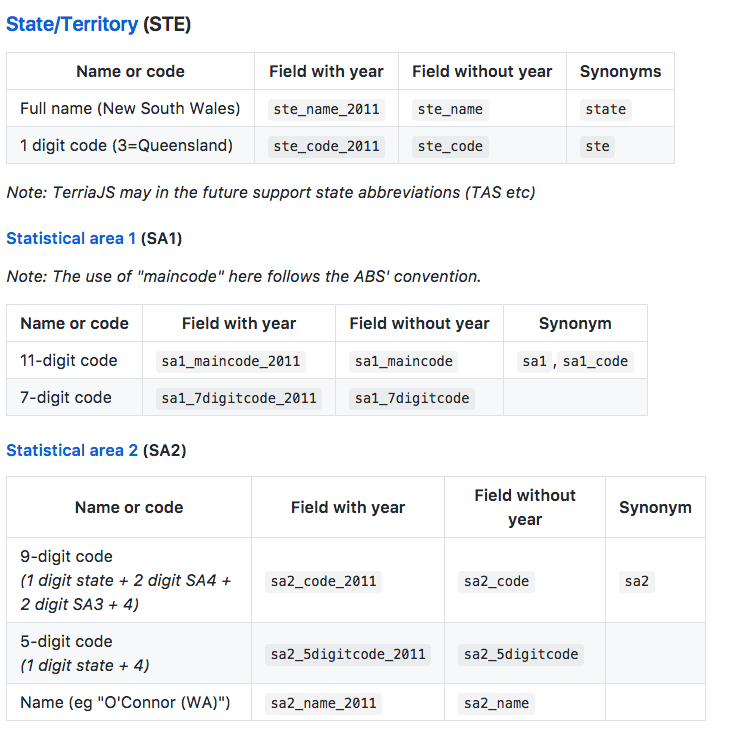 State/Territory (STE)
Name or code Field with year Field without year Synonyms
Full name (New South Wales) ste_name_2011 ste_name state
1 digit code (3=Queensland) ste_code_2011 ste_code ste
Note: TerriaJS may in the future support state abbreviations (TAS etc)
Statistical area 1 (SA1)
Note: The use of "maincode" here follows the ABS' convention.
Name or code Field with year Field without year Synonym
11-digit code sa1_maincode_2011 sa1_maincode sa1 , sa1_code
7-digit code sa1_7digitcode_2011 sa1_7digitcode
Statistical area 2 (SA2)
Name or code Field with year Field without year Synonym
9-digit code
(1 digit state + 2 digit SA4 +
2 digit SA3 + 4) sa2_code_2011 sa2_code sa2
5-digit code
(1 digit state + 4) sa2_5digitcode_2011 sa2_5digitcode
Name (eg "O'Connor (WA)") sa2_name_2011 sa2_name